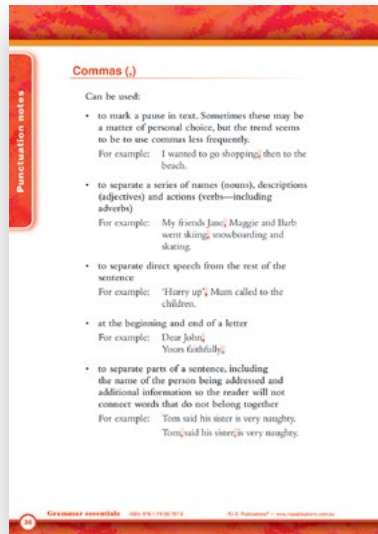 Punctuation notes
Commas (,)
Can be used:
• to mark a pause in text. Sometimes these may be
a matter of personal choice, but the trend seems
to be to use commas less frequently.
For example: I wanted to go shopping, then to the
beach.
• to separate a series of names (nouns), descriptions
(adjectives) and actions (verbs—including
adverbs)
For example: My friends Jane, Maggie and Barb
went skiing, snowboarding and
skating.
• to separate direct speech from the rest of the
sentence
For example: 'Hurry up', Mum called to the
children.
• at the beginning and end of a letter
For example: Dear John,
Yours faithfully,
• to separate parts of a sentence, including
the name of the person being addressed and
additional information so the reader will not
connect words that do not belong together
For example: Tom said his sister is very naughty.
Tom, said his sister, is very naughty.
Grammar essentials